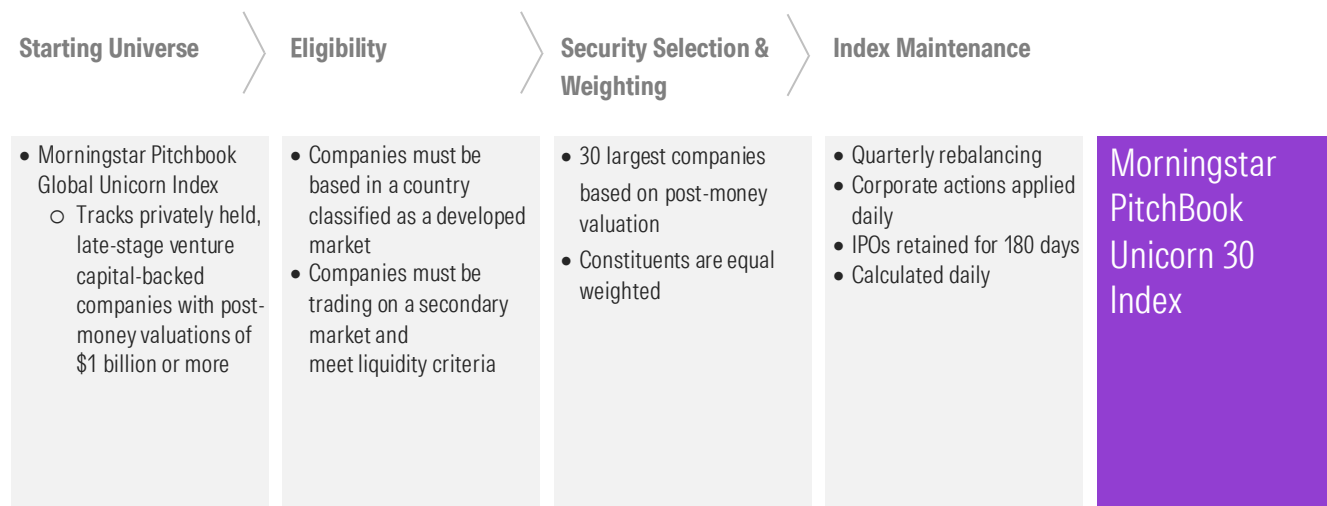 Starting Universe
Eligibility
Security Selection &
Weighting
Index Maintenance
• Morningstar Pitchbook
Global Unicorn Index
o Tracks privately held,
late-stage venture
capital-backed
companies with post-
money valuations of
$1 billion or more
• Companies must be
based in a country
classified as a developed
market
• Companies must be
trading on a secondary
market and
meet liquidity criteria
• 30 largest companies
based on post-money
valuation
• Constituents are equal
weighted
• Quarterly rebalancing
• Corporate actions applied
daily
• IPOs retained for 180 days
• Calculated daily
Morningstar
PitchBook
Unicorn 30
Index